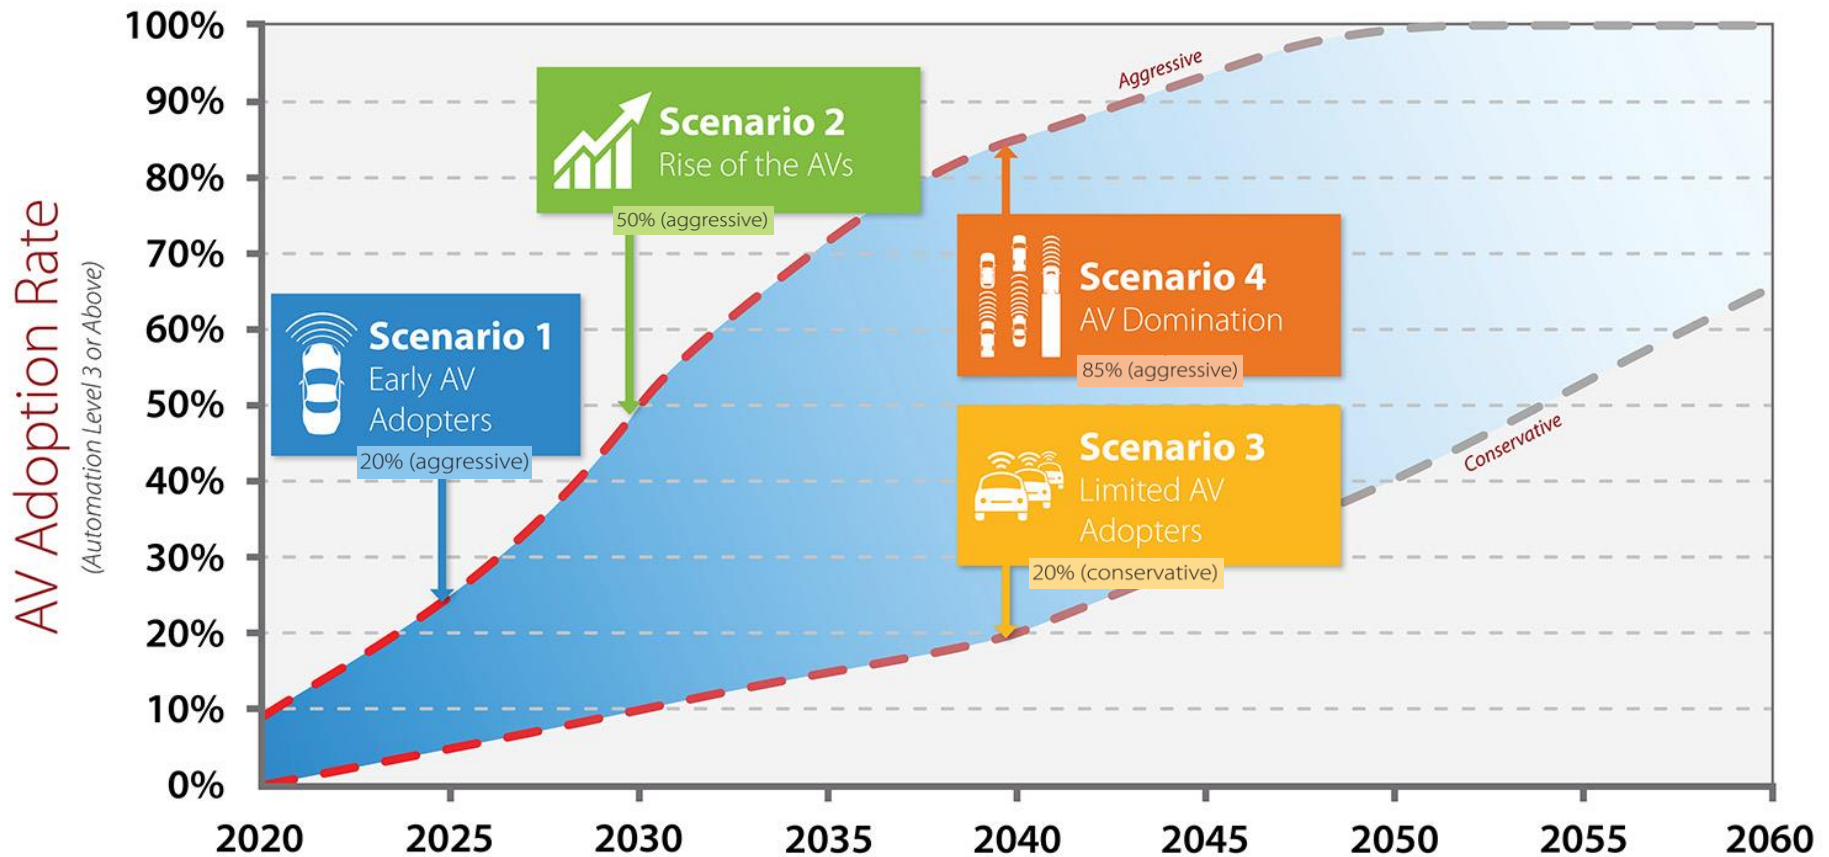 AV Adoption Rate
(Automation Level 3 or Above)
100%
90%
80%
70%
60%
50%
40%
30%
20%
10%
0%
Scenario 1
Early AV
Adopters
20% (aggressive)
Scenario 2
Rise of the AVs
50% (aggressive)
Aggressive
Scenario 4
AV Domination
85% (aggressive)
Scenario 3
Limited AV
Adopters
20% (conservative)
Conservative
2020 2025 2030 2035 2040 2045 2050 2055 2060